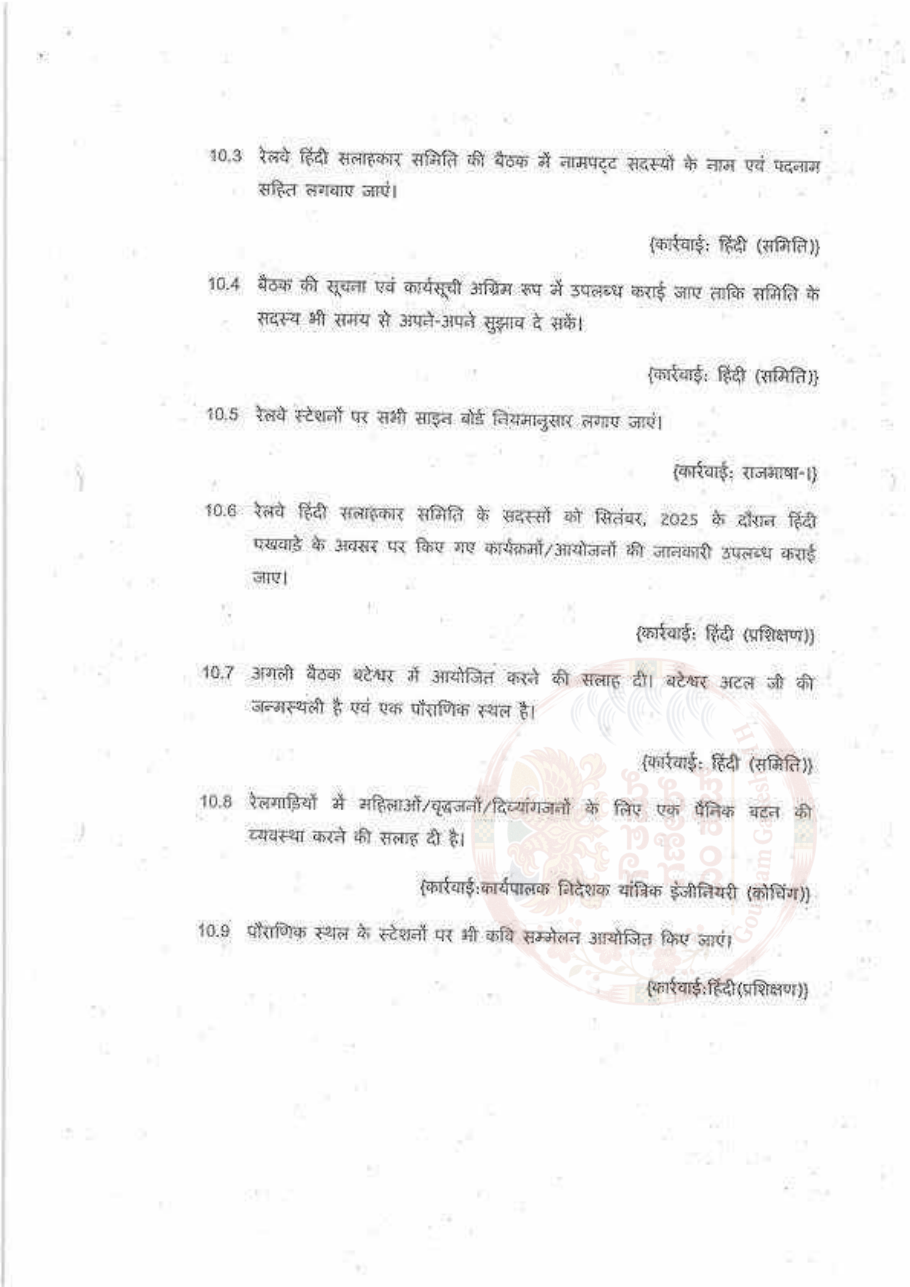 10.3 रेलवे हिंदी सलाहकार समिति की बैठक में नामपट्ट सदस्यों के नाम एवं पदनाम
सहित लगवाए जाएं।
{कार्रवाई: हिंदी (समिति)}
10.4 बैठक की सूचना एवं कार्यसूची अग्रिम रूप में उपलब्ध कराई जाए ताकि समिति के
सदस्य भी समय से अपने-अपने सुझाव दे सकें।
{कार्रवाई: हिंदी (समिति)}
10.5 रेलवे स्टेशनों पर सभी साइन बोर्ड नियमानुसार लगाए जाएं।
{कार्रवाई: राजभाषा-I}
10.6 रेलवे हिंदी सलाहकार समिति के सदस्सों को सितंबर, 2025 के दौरान हिंदी
पखवाड़े के अवसर पर किए गए कार्यक्रमों/आयोजनों की जानकारी उपलब्ध कराई
जाए।
{कार्रवाई: हिंदी (प्रशिक्षण)}
10.7 अगली बैठक बटेश्वर में आयोजित करने की सलाह दी। बटेश्वर अटल जी की
जन्मस्थली है एवं एक पौराणिक स्थल है।
{कार्रवाई: हिंदी (समिति)}
10.8 रेलगाड़ियों में महिलाओं/वृद्धजनों/दिव्यांगजनों के लिए एक पैनिक बटन की
व्यवस्था करने की सलाह दी है।
{कार्रवाई:कार्यपालक निदेशक यांत्रिक इंजीनियरी (कोचिंग)}
10.9 पौराणिक स्थल के स्टेशनों पर भी कवि सम्मेलन आयोजित किए जाएं।
{कार्रवाई:हिंदी(प्रशिक्षण)}